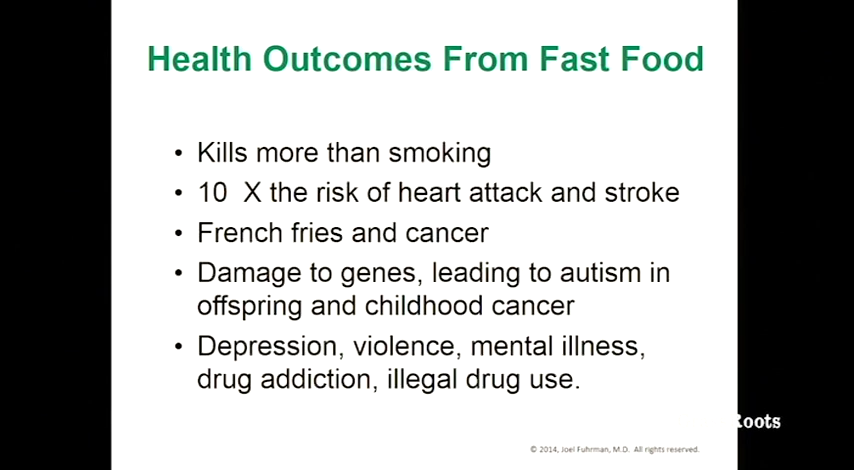 Health Outcomes From Fast Food
• Kills more than smoking
• 10 X the risk of heart attack and stroke
• French fries and cancer
• Damage to genes, leading to autism in
offspring and childhood cancer
• Depression, violence, mental illness,
drug addiction, illegal drug use.
Roots
© 2014, Joel Fuhrman, M.D. All rights reserved.